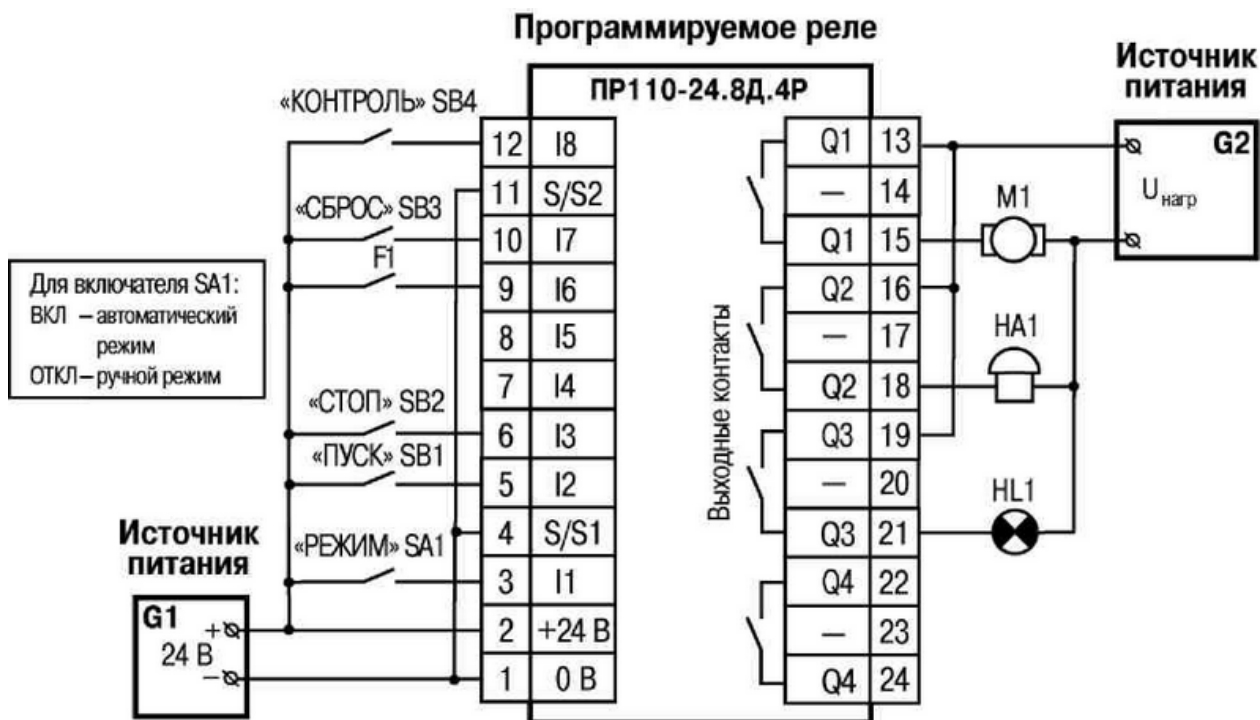 Программируемое реле
Источник
питания
ПР110-24.8Д.4Р
G2
U нагр
«КОНТРОЛЬ» SB4
12 I8
11 S/S2
«СБРОС» SB3
10 I7
F1
9 I6
8 I5
7 I4
«СТОП» SB2
6 I3
«ПУСК» SB1
5 I2
4 S/S1
«РЕЖИМ» SA1
3 I1
2 +24 В
1 0 В
Для включателя SA1:
ВКЛ – автоматический
режим
ОТКЛ – ручной режим
Источник
питания
G1
+
24 В
–
Выходные контакты
Q1 13
— 14
Q1 15
Q2 16
— 17
Q2 18
Q3 19
— 20
Q3 21
Q4 22
— 23
Q4 24
M1
HA1
HL1